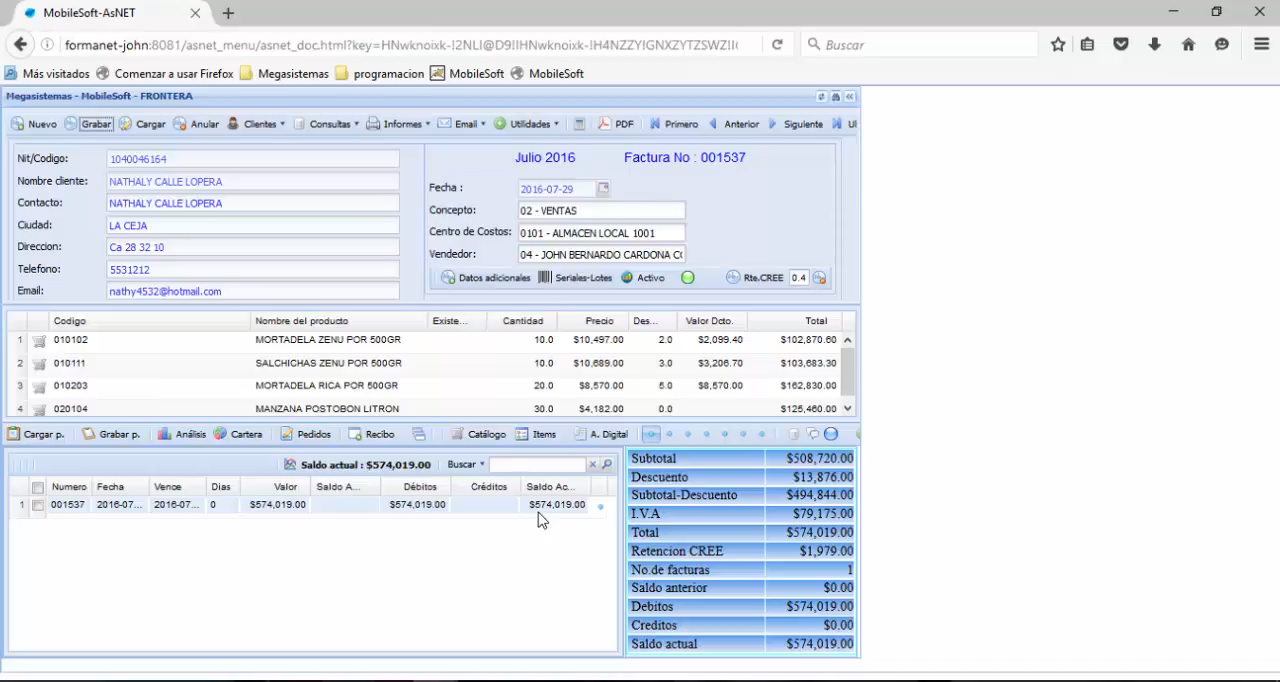 MobileSoft-AsNET
formanet-john:8081/asnet_menu/asnet_doc.html?key=HNwknoixk-!2NLI@D9!!HNwknoixk-!H4NZZYIGNXZYTZSWZI
Buscar
Más visitados Comenzar a usar Firefox Megasistemas programacion MobileSoft MobileSoft
Megasistemas - MobileSoft - FRONTERA
Nuevo Grabar Cargar Anular Clientes Consultas Informes Email Utilidades PDF Primero Anterior Siguiente Ul
Nit/Codigo: 1040046164
Nombre cliente: NATHALY CALLE LOPERA
Contacto: NATHALY CALLE LOPERA
Ciudad: LA CEJA
Direccion: Ca 28 32 10
Telefono: 5531212
Email: nathy4532@hotmail.com
Julio 2016 Factura No : 001537
Fecha : 2016-07-29
Concepto: 02 - VENTAS
Centro de Costos: 0101 - ALMACEN LOCAL 1001
Vendedor: 04 - JOHN BERNARDO CARDONA CO
Datos adicionales Seriales-Lotes Activo Rte.CREE 0.4
Codigo Nombre del producto Existe... Cantidad Precio Des... Valor Dcto. Total
1 010102 MORTADELA ZENU POR 500GR 10.0 $10,497.00 2.0 $2,099.40 $102,870.60
2 010111 SALCHICHAS ZENU POR 500GR 10.0 $10,689.00 3.0 $3,206.70 $103,683.30
3 010203 MORTADELA RICA POR 500GR 20.0 $8,570.00 5.0 $8,570.00 $162,830.00
4 020104 MANZANA POSTOBON LITRON 30.0 $4,182.00 0.0 $125,460.00
Cargar p. Grabar p. Análisis Cartera Pedidos Recibo Catálogo Items A. Digital
Saldo actual : $574,019.00 Buscar
Numero Fecha Vence Dias Valor Saldo A... Débitos Créditos Saldo Ac...
1 001537 2016-07... 2016-07... 0 $574,019.00 $574,019.00 $574,019.00
Subtotal $508,720.00
Descuento $13,876.00
Subtotal-Descuento $494,844.00
I.V.A $79,175.00
Total $574,019.00
Retencion CREE $1,979.00
No.de facturas 1
Saldo anterior $0.00
Debitos $574,019.00
Creditos $0.00
Saldo actual $574,019.00